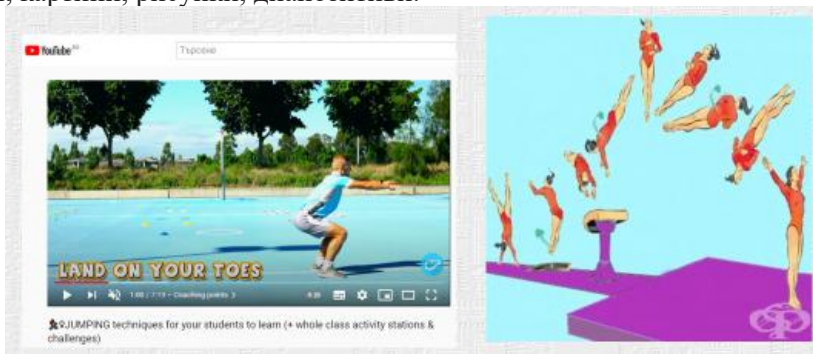 YouTube BG
Търсене
LAND ON YOUR TOES
1:00 / 7:19 • Coaching points
JUMPING techniques for your students to learn (+ whole class activity stations &
challenges)